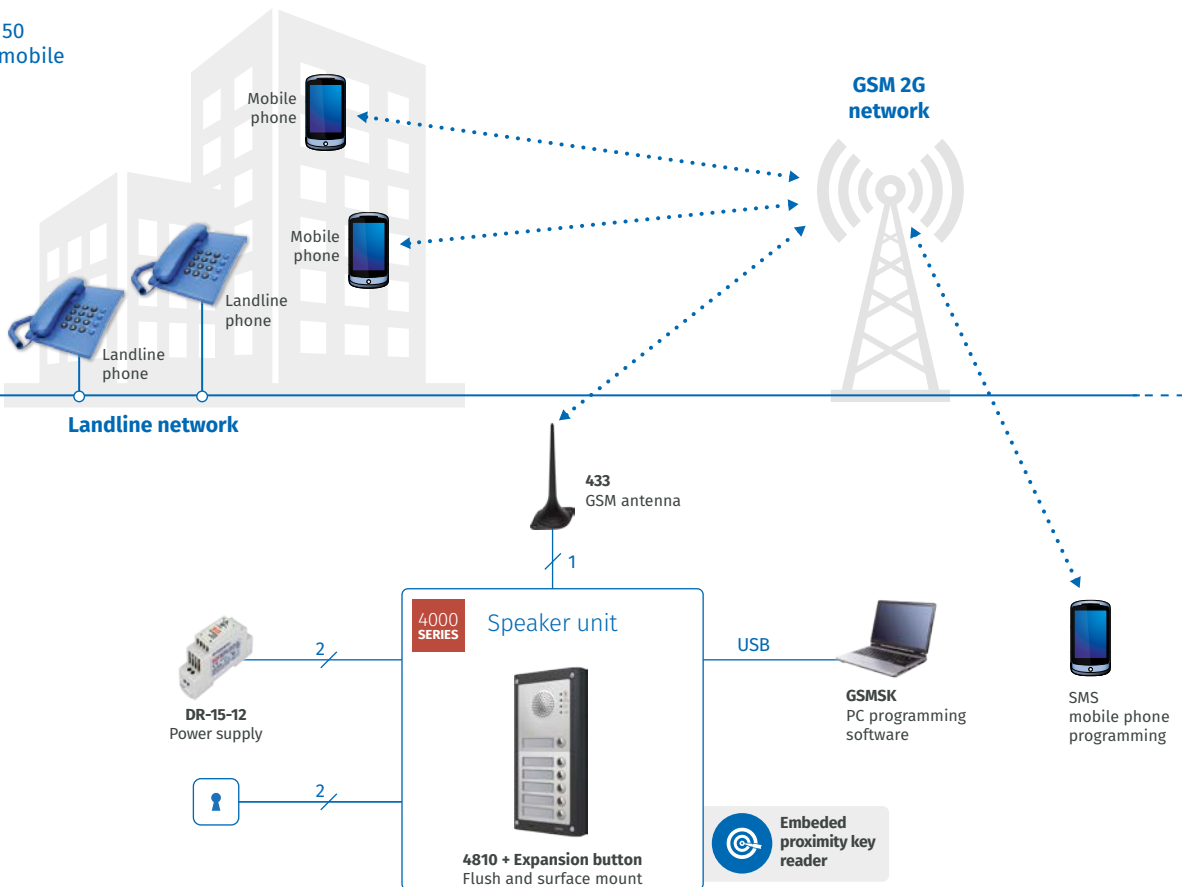 50
mobile
GSM 2G
network
Mobile
phone
Mobile
phone
Landline
phone
Landline
phone
Landline network
433
GSM antenna
1
4000
SERIES
Speaker unit
2
USB
DR-15-12
Power supply
GSMSK
PC programming
software
SMS
mobile phone
programming
2
Embeded
proximity key
reader
4810 + Expansion button
Flush and surface mount